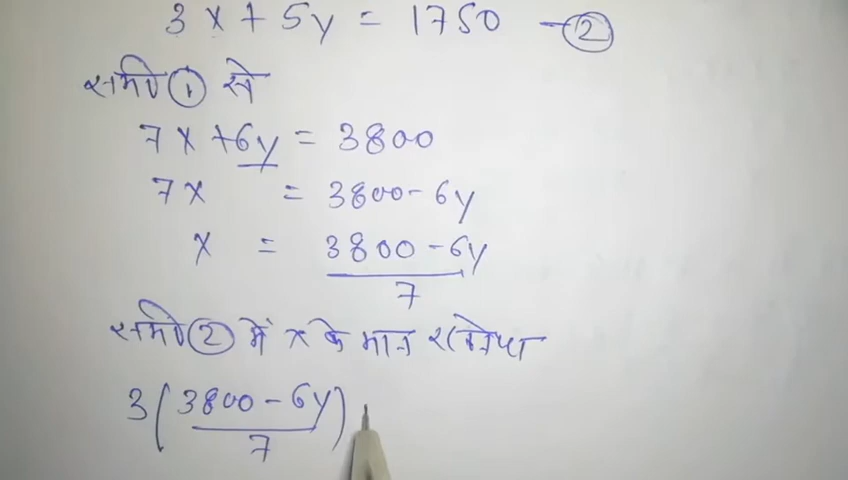 3x + 5y = 1750 —②
समी० ① से
7x + 6y = 3800
7x = 3800 - 6y
x = 3800 - 6y / 7
समी० ② में x के मान रखने पर
3(3800 - 6y / 7)